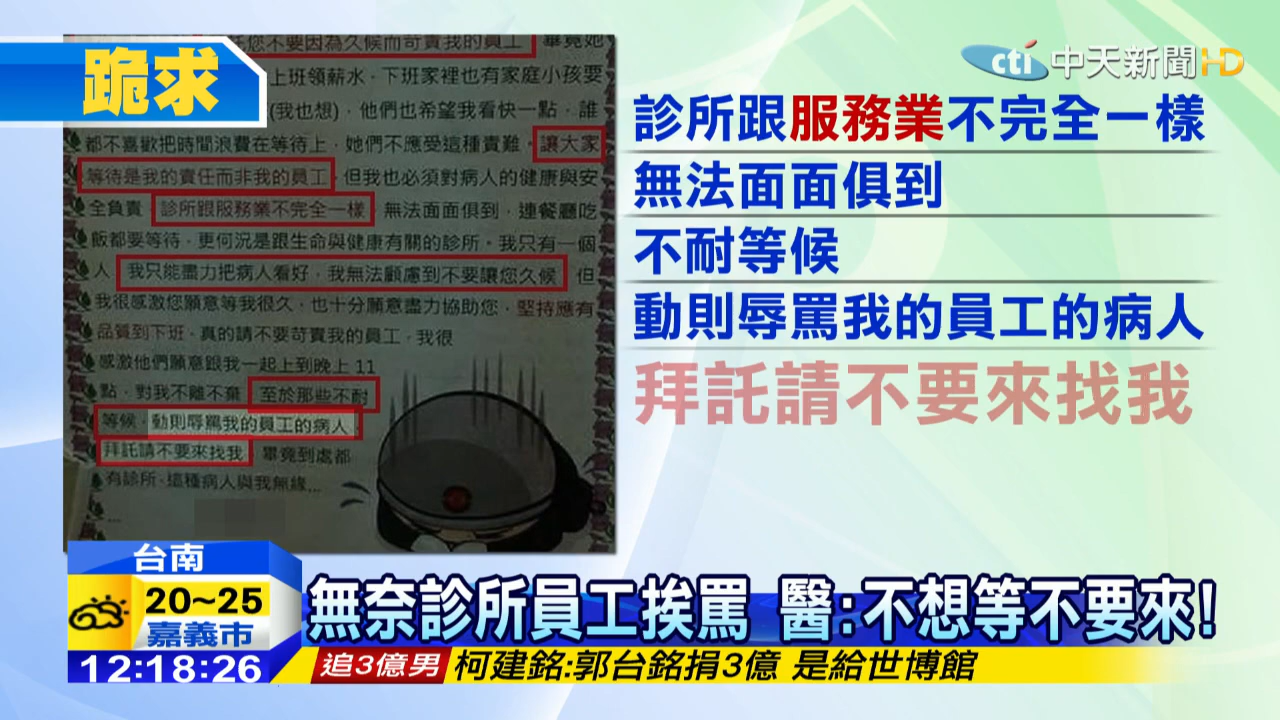 跪求
託您不要因為久候而苛責我的員工 畢竟她
上班領薪水，下班家裡也有家庭小孩要
(我也想)，他們也希望我看快一點，誰
都不喜歡把時間浪費在等待上，她們不應受這種責難，讓大家
等待是我的責任而非我的員工，但我也必須對病人的健康與安
全負責，診所跟服務業不完全一樣，無法面面俱到，連餐廳吃
飯都要等待，更何況是跟生命與健康有關的診所。我只有一個
人，我只能盡力把病人看好，我無法顧慮到不要讓您久候，但
我很感激您願意等我很久，也十分願意盡力協助您，堅持應有
品質到下班，真的請不要苛責我的員工，我很
感激他們願意跟我一起上到晚上 11
點，對我不離不棄，至於那些不耐
等候，動則辱罵我的員工的病人，
拜託請不要來找我，畢竟到處都
有診所，這種病人與我無緣...
...
cti 中天新聞HD
診所跟服務業不完全一樣
無法面面俱到
不耐等候
動則辱罵我的員工的病人
拜託請不要來找我
台南
20~25
嘉義市
12:18:26
無奈診所員工挨罵 醫:不想等不要來!
追3億男 柯建銘:郭台銘捐3億 是給世博館